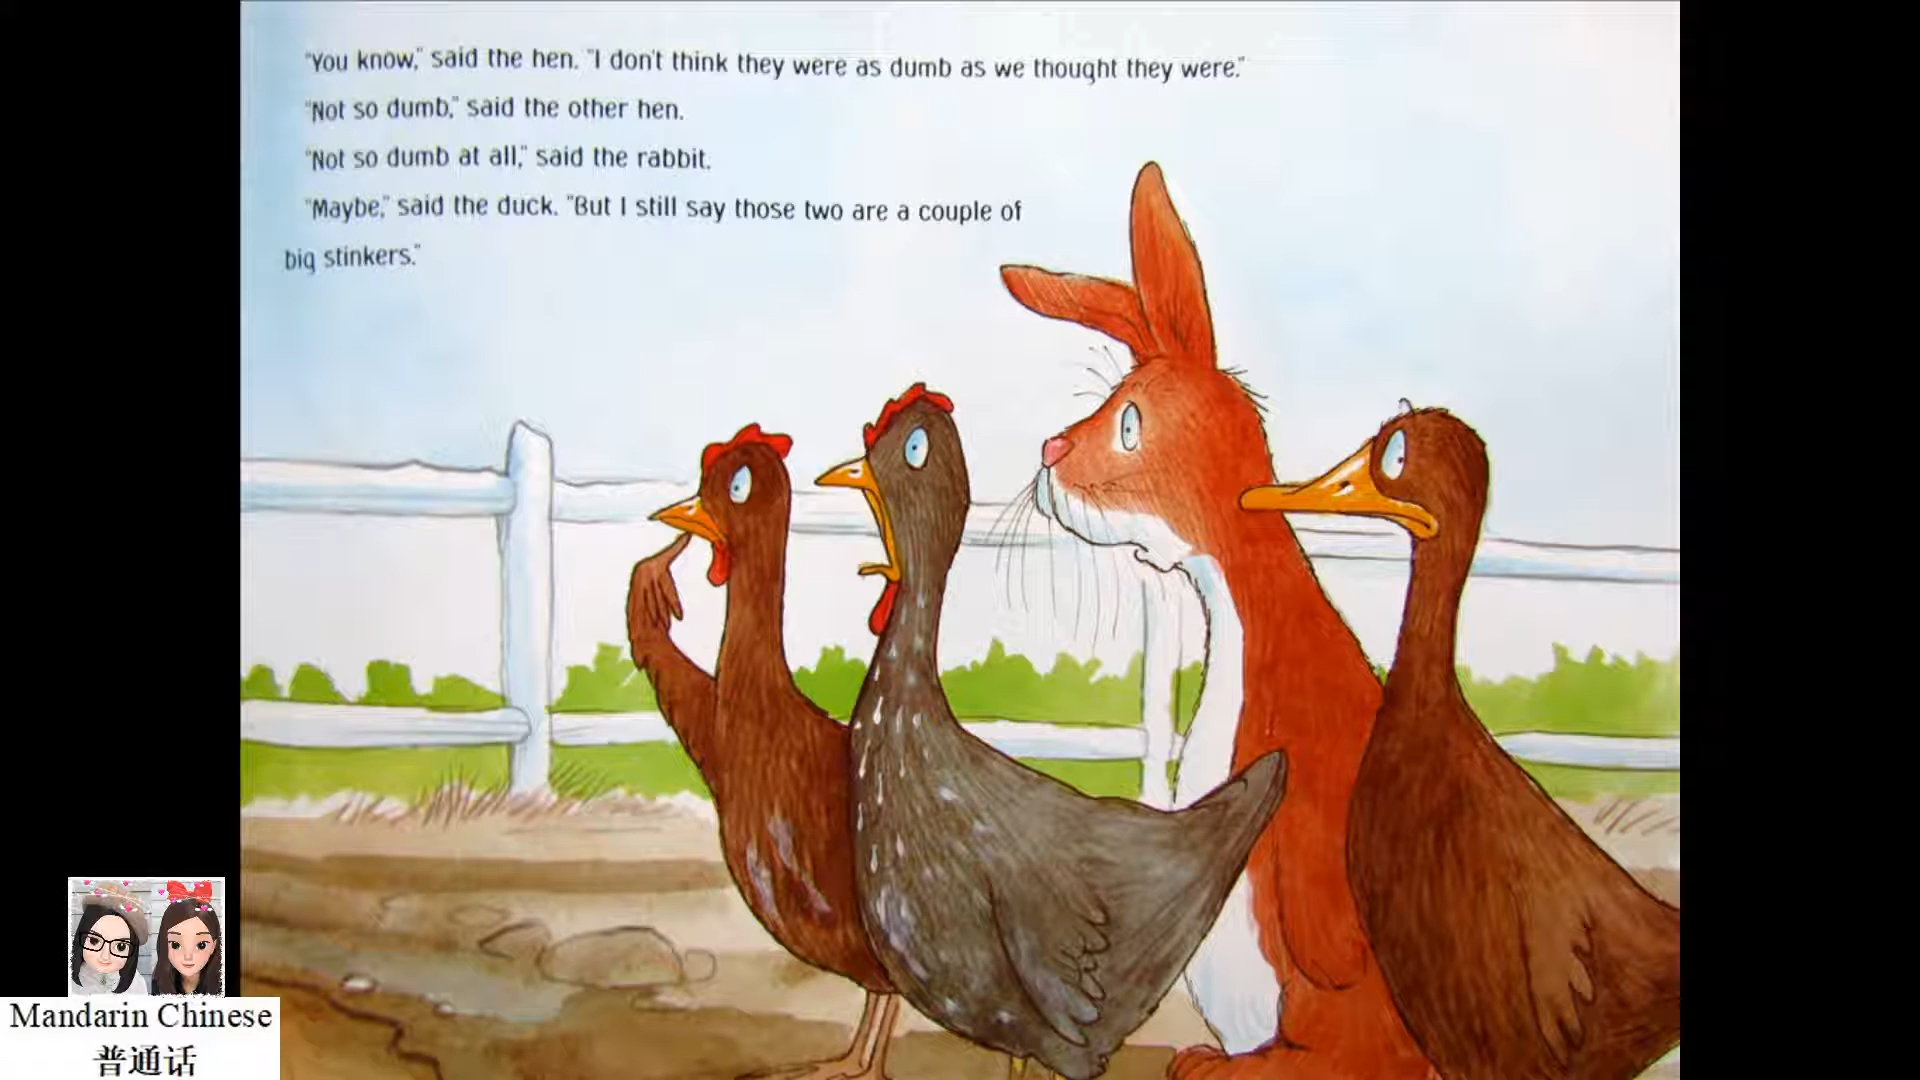 "You know," said the hen. "I don't think they were as dumb as we thought they were."
"Not so dumb," said the other hen.
"Not so dumb at all," said the rabbit.
"Maybe," said the duck. "But I still say those two are a couple of
big stinkers."
Mandarin Chinese
普通话